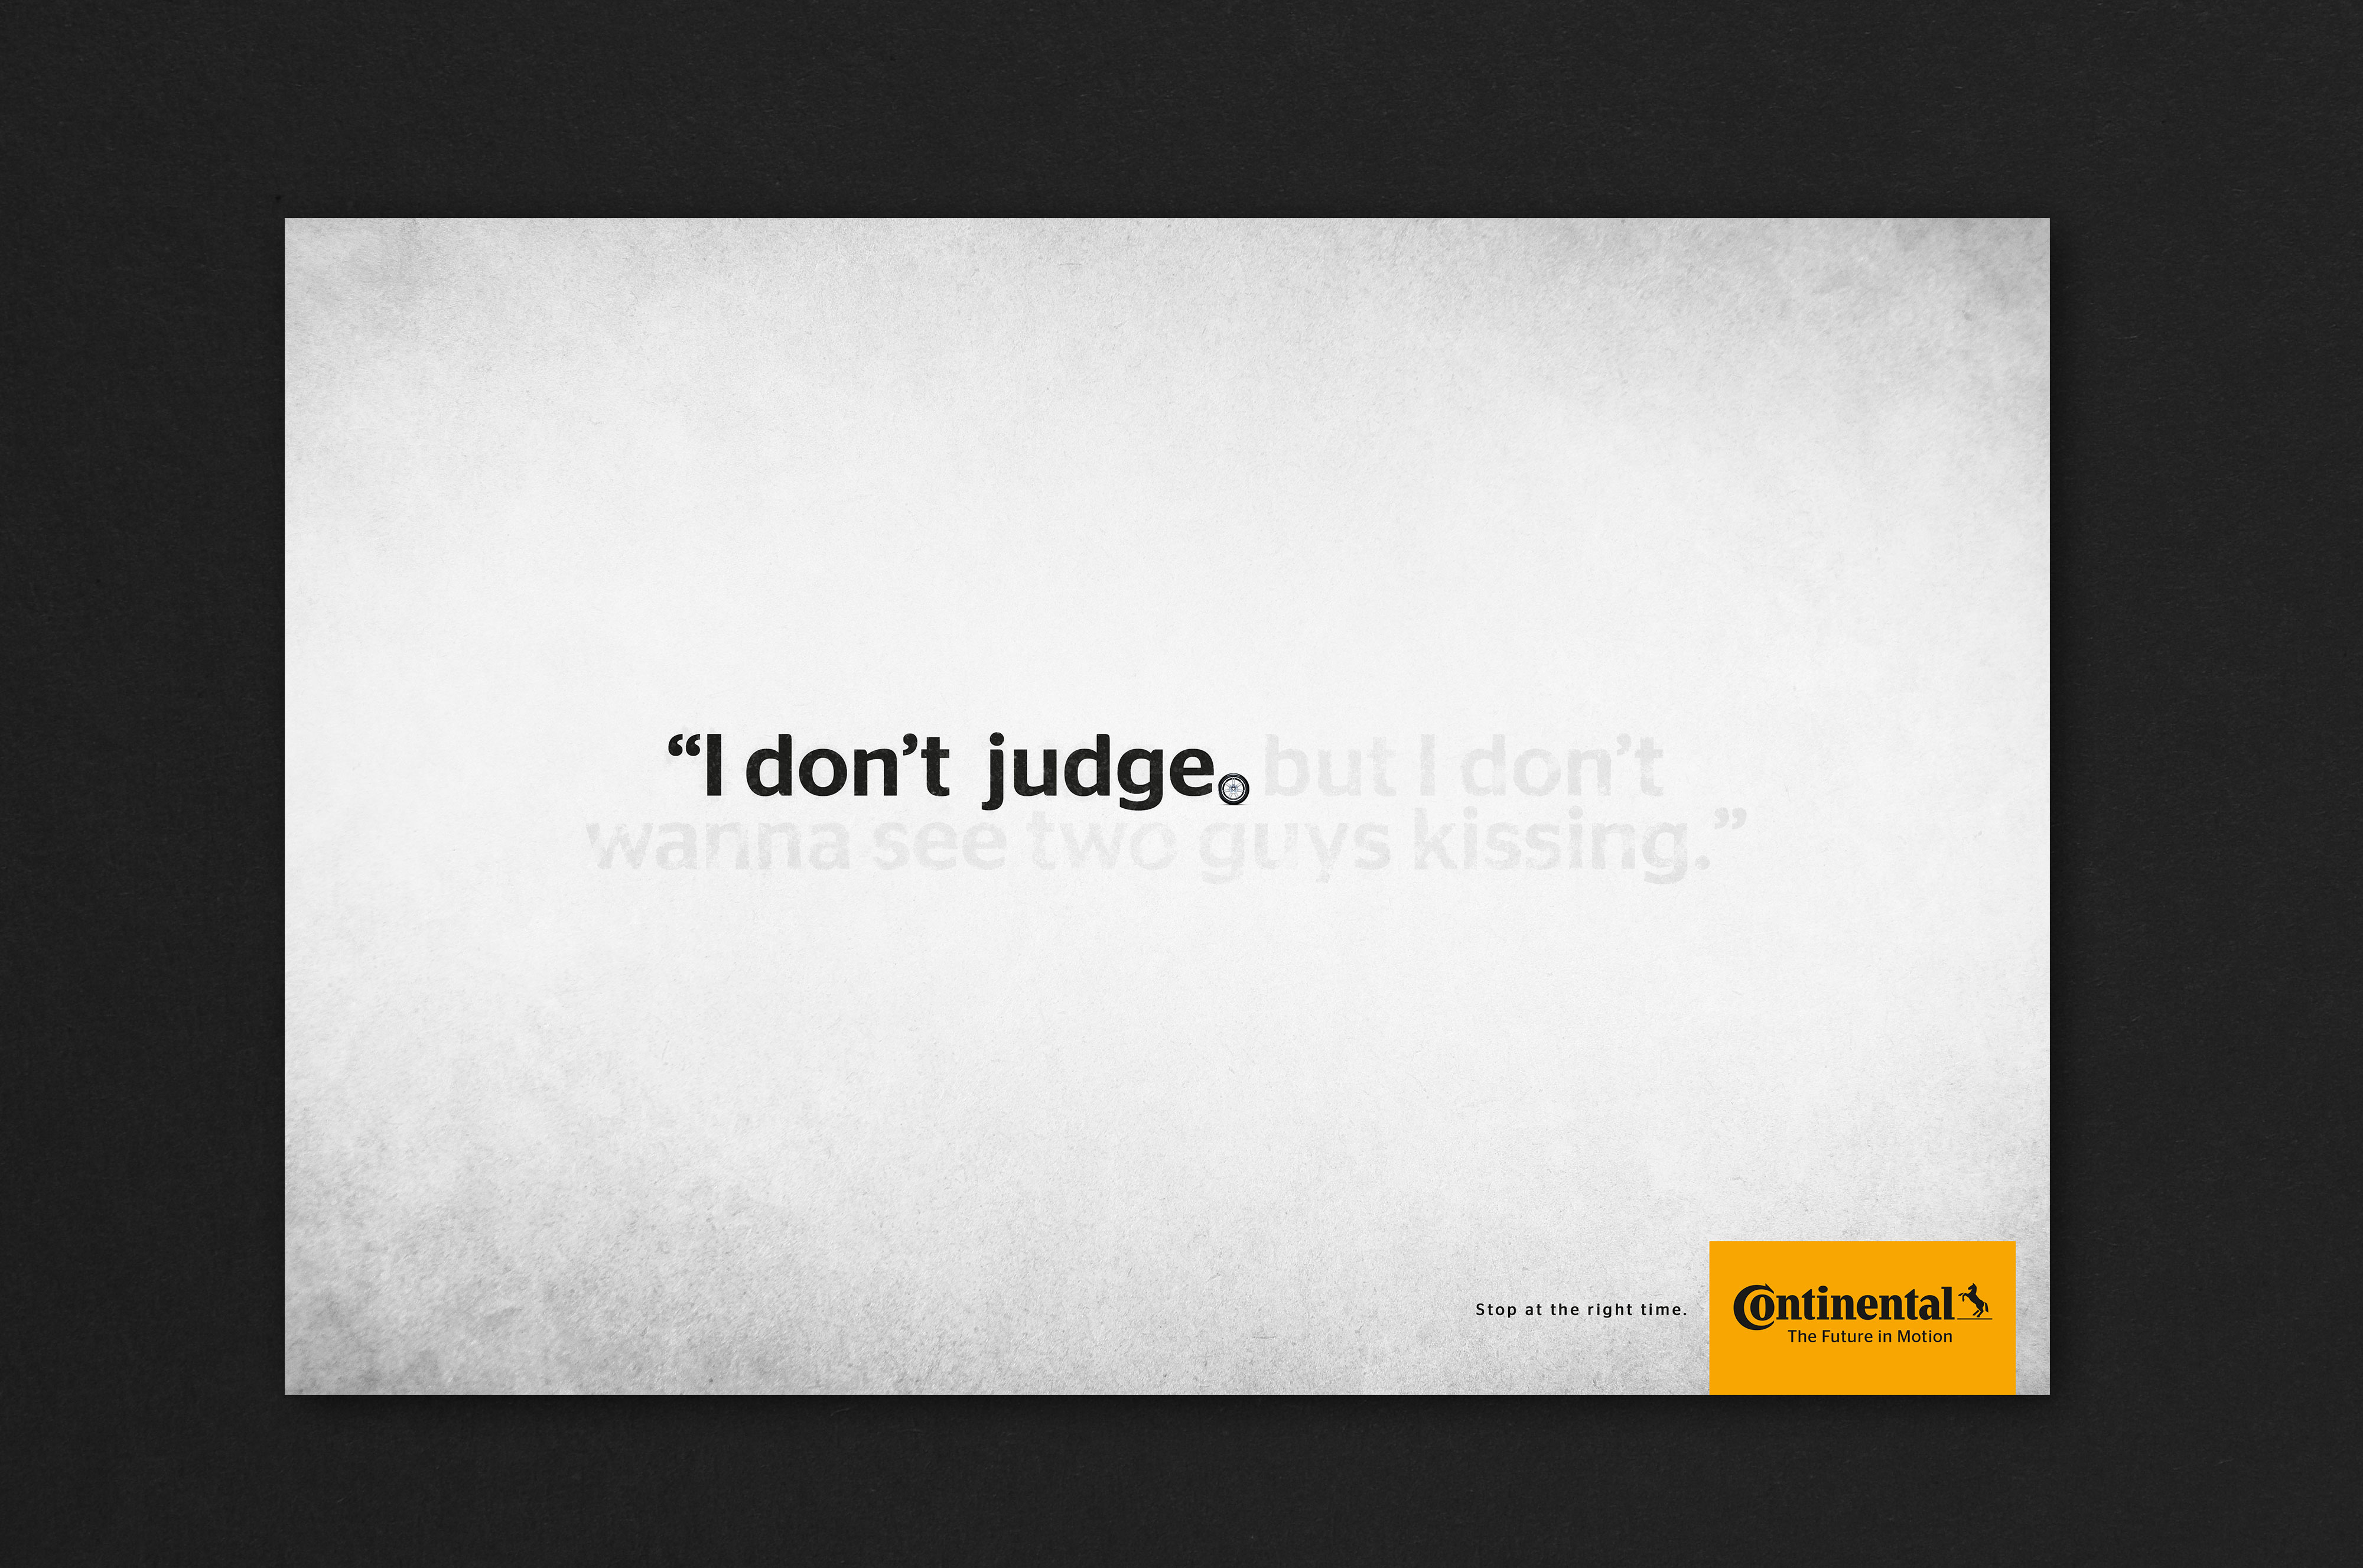 “I don’t judge. but I don’t
wanna see two guys kissing.”
Stop at the right time.
Continental
The Future in Motion